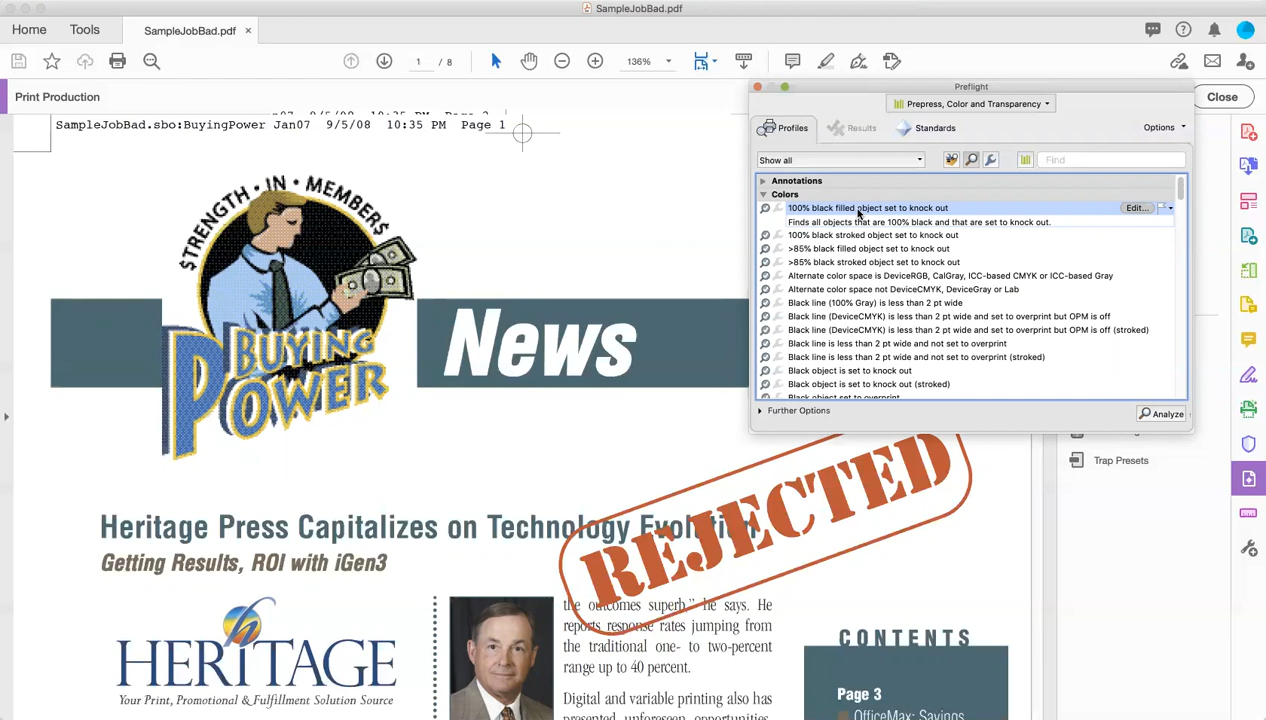 SampleJobBad.pdf
Home Tools SampleJobBad.pdf ×
1 / 8 136%
Print Production
Close
Preflight
Prepress, Color and Transparency
Profiles Results Standards Options
Show all Find
Annotations
Colors
100% black filled object set to knock out Edit...
Finds all objects that are 100% black and that are set to knock out.
100% black stroked object set to knock out
>85% black filled object set to knock out
>85% black stroked object set to knock out
Alternate color space is DeviceRGB, CalGray, ICC-based CMYK or ICC-based Gray
Alternate color space not DeviceCMYK, DeviceGray or Lab
Black line (100% Gray) is less than 2 pt wide
Black line (DeviceCMYK) is less than 2 pt wide and set to overprint but OPM is off
Black line (DeviceCMYK) is less than 2 pt wide and set to overprint but OPM is off (stroked)
Black line is less than 2 pt wide and not set to overprint
Black line is less than 2 pt wide and not set to overprint (stroked)
Black object is set to knock out
Black object is set to knock out (stroked)
Black object set to overprint
Further Options
Analyze
Trap Presets
SampleJobBad.sbo:BuyingPower Jan07 9/5/08 10:35 PM Page 1
$TRENGTH • IN • MEMBER$
BUYING
POWER
News
REJECTED
Heritage Press Capitalizes on Technology Evolution
Getting Results, ROI with iGen3
HERITAGE
Your Print, Promotional & Fulfillment Solution Source
the outcomes superb,” he says. He
reports response rates jumping from
the traditional one- to two-percent
range up to 40 percent.
Digital and variable printing also has
presented unforeseen opportunities.
CONTENTS
Page 3
OfficeMax: Savings